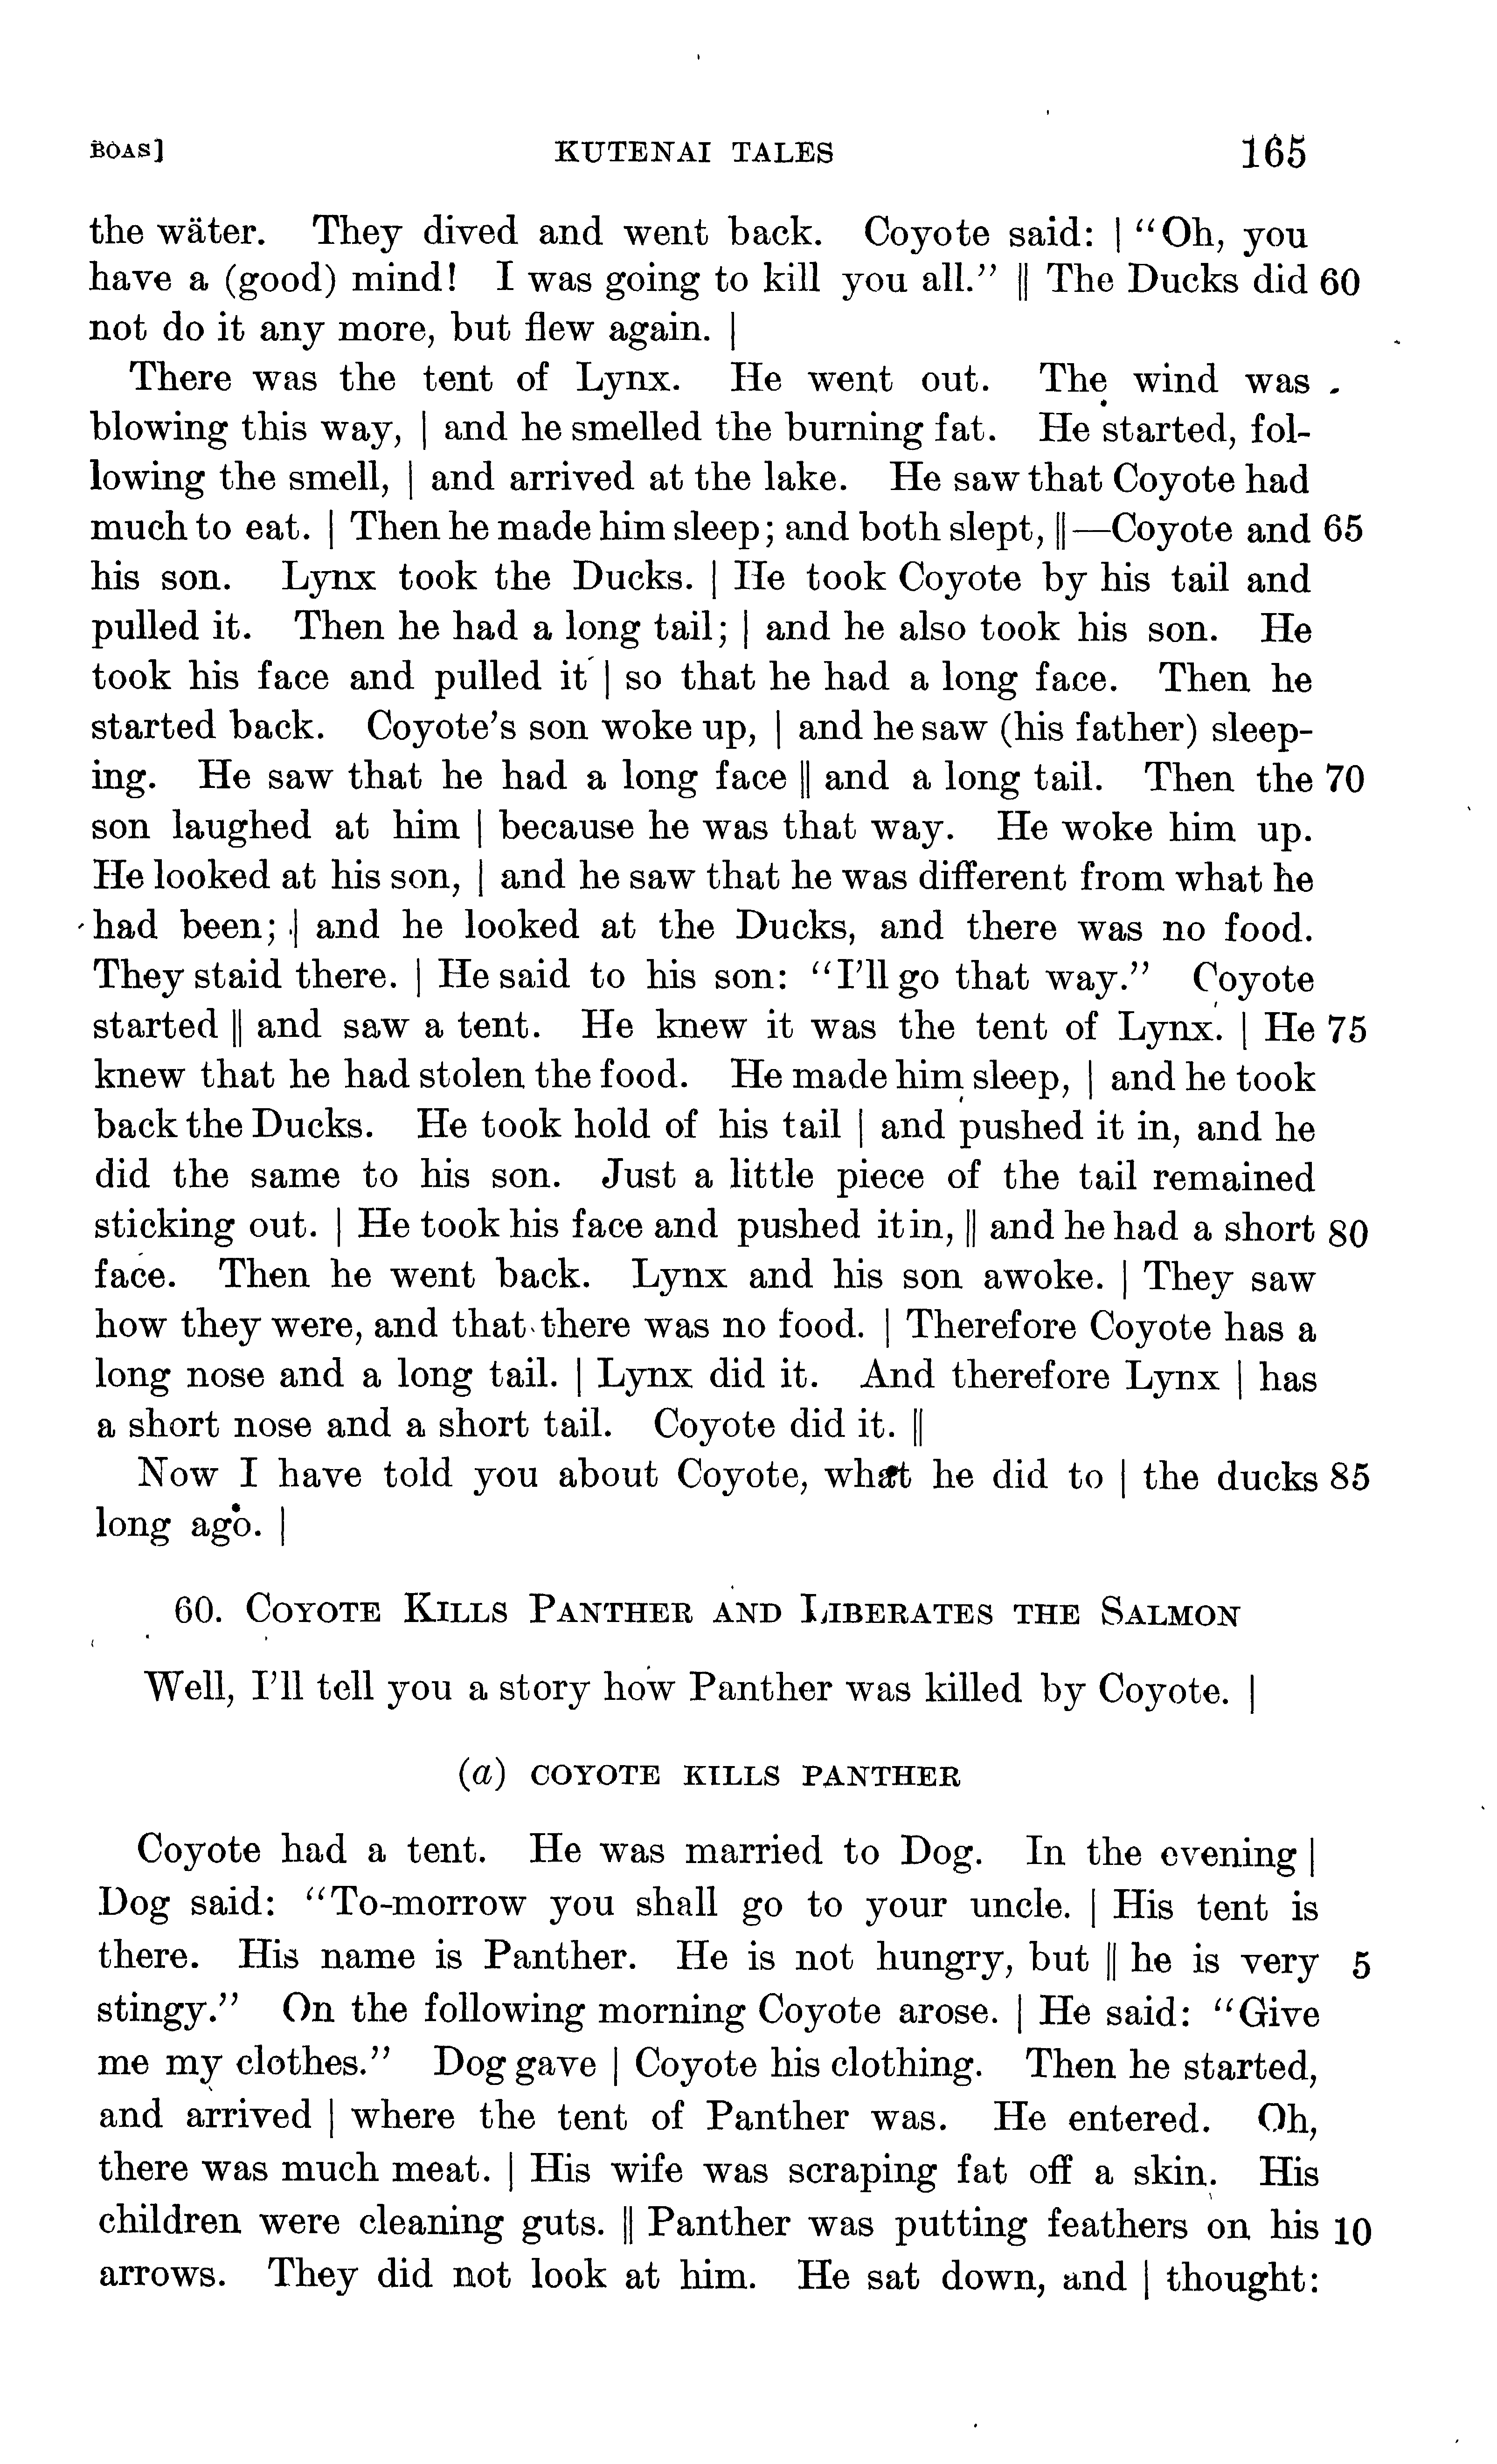 BOAS] KUTENAI TALES 165
the water. They dived and went back. Coyote said: | “Oh, you
have a (good) mind! I was going to kill you all.” || The Ducks did 60
not do it any more, but flew again. |
There was the tent of Lynx. He went out. The wind was
blowing this way, | and he smelled the burning fat. He started, fol-
lowing the smell, | and arrived at the lake. He saw that Coyote had
much to eat. | Then he made him sleep; and both slept, ||—Coyote and 65
his son. Lynx took the Ducks. | He took Coyote by his tail and
pulled it. Then he had a long tail; | and he also took his son. He
took his face and pulled it | so that he had a long face. Then he
started back. Coyote’s son woke up, | and he saw (his father) sleep-
ing. He saw that he had a long face || and a long tail. Then the 70
son laughed at him | because he was that way. He woke him up.
He looked at his son, | and he saw that he was different from what he
had been; | and he looked at the Ducks, and there was no food.
They staid there. | He said to his son: “I’ll go that way.” Coyote
started || and saw a tent. He knew it was the tent of Lynx. | He 75
knew that he had stolen the food. He made him sleep, | and he took
back the Ducks. He took hold of his tail | and pushed it in, and he
did the same to his son. Just a little piece of the tail remained
sticking out. | He took his face and pushed it in, || and he had a short 80
face. Then he went back. Lynx and his son awoke. | They saw
how they were, and that there was no food. | Therefore Coyote has a
long nose and a long tail. | Lynx did it. And therefore Lynx | has
a short nose and a short tail. Coyote did it. ||
Now I have told you about Coyote, what he did to | the ducks 85
long ago. |
60. COYOTE KILLS PANTHER AND LIBERATES THE SALMON
Well, I’ll tell you a story how Panther was killed by Coyote. |
(a) COYOTE KILLS PANTHER
Coyote had a tent. He was married to Dog. In the evening |
Dog said: “To-morrow you shall go to your uncle. | His tent is
there. His name is Panther. He is not hungry, but || he is very 5
stingy.” On the following morning Coyote arose. | He said: “Give
me my clothes.” Dog gave | Coyote his clothing. Then he started,
and arrived | where the tent of Panther was. He entered. Oh,
there was much meat. | His wife was scraping fat off a skin. His
children were cleaning guts. || Panther was putting feathers on his 10
arrows. They did not look at him. He sat down, and | thought: